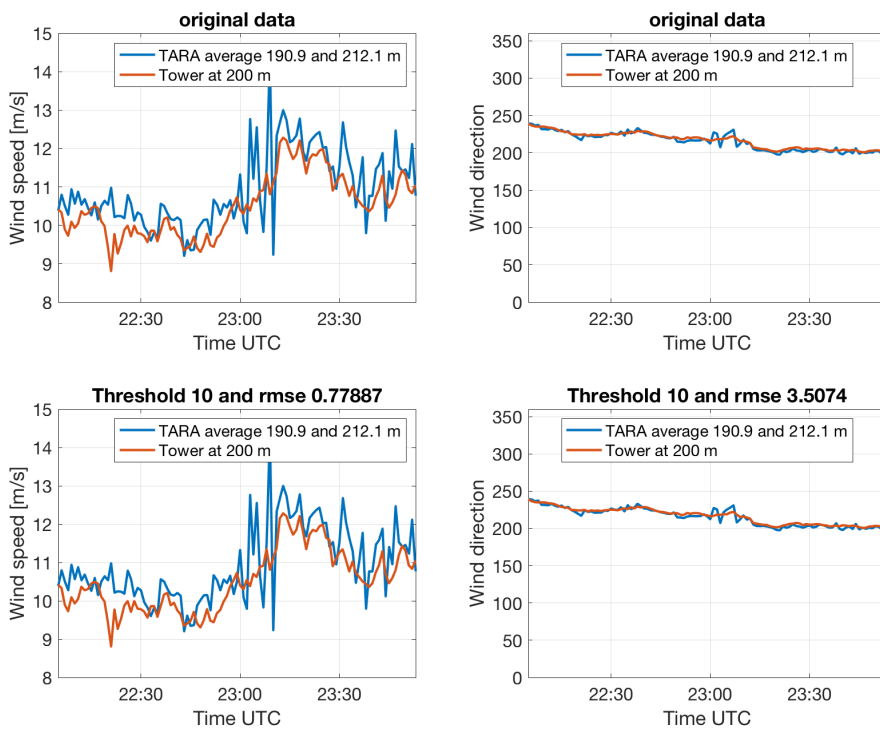 original data
15
14
13
12
11
10
9
8
Wind speed [m/s]
TARA average 190.9 and 212.1 m
Tower at 200 m
22:30 23:00 23:30
Time UTC
original data
350
300
250
200
150
100
50
0
Wind direction
TARA average 190.9 and 212.1 m
Tower at 200 m
22:30 23:00 23:30
Time UTC
Threshold 10 and rmse 0.77887
15
14
13
12
11
10
9
8
Wind speed [m/s]
TARA average 190.9 and 212.1 m
Tower at 200 m
22:30 23:00 23:30
Time UTC
Threshold 10 and rmse 3.5074
350
300
250
200
150
100
50
0
Wind direction
TARA average 190.9 and 212.1 m
Tower at 200 m
22:30 23:00 23:30
Time UTC